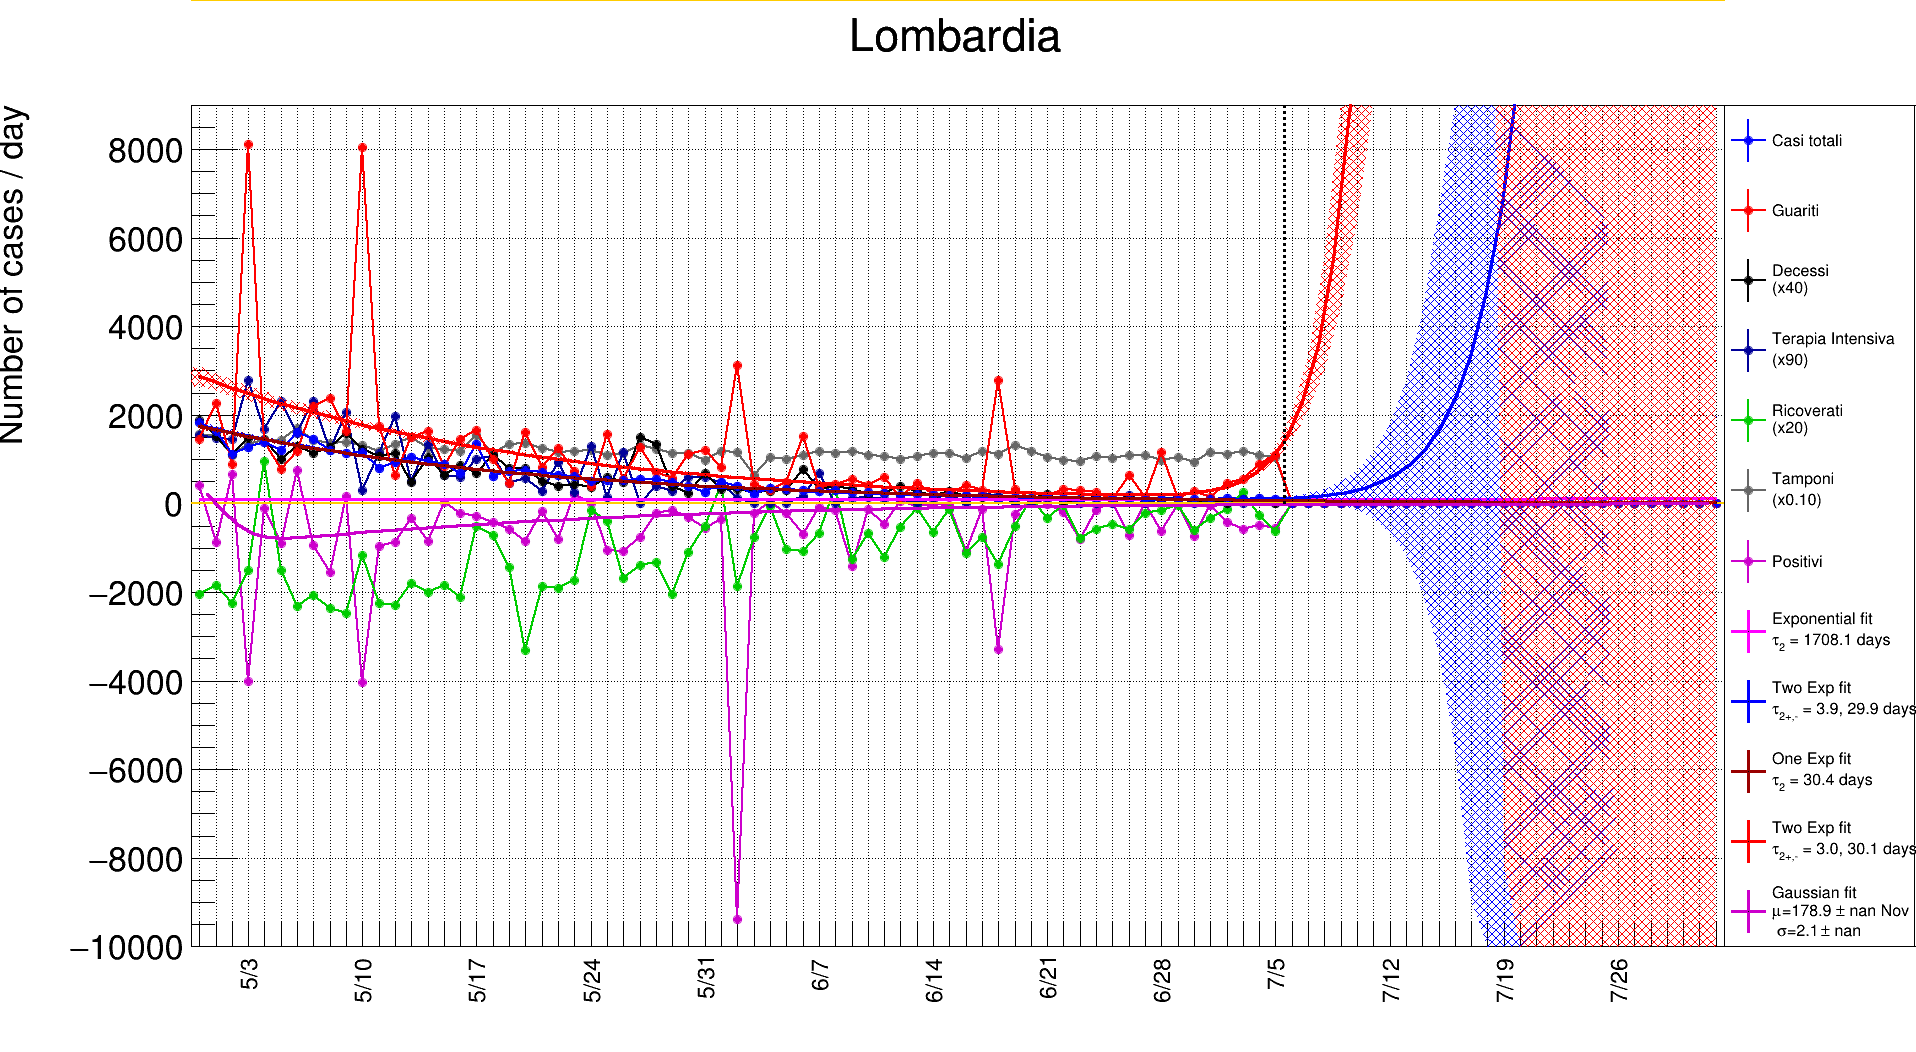 Lombardia
Number of cases / day
8000
6000
4000
2000
0
−2000
−4000
−6000
−8000
−10000
5/3
5/10
5/17
5/24
5/31
6/7
6/14
6/21
6/28
7/5
7/12
7/19
7/26
Casi totali
Guariti
Decessi
(x40)
Terapia Intensiva
(x90)
Ricoverati
(x20)
Tamponi
(x0.10)
Positivi
Exponential fit
τ2 = 1708.1 days
Two Exp fit
τ2+,- = 3.9, 29.9 days
One Exp fit
τ2 = 30.4 days
Two Exp fit
τ2+,- = 3.0, 30.1 days
Gaussian fit
μ=178.9 ± nan Nov
σ=2.1 ± nan